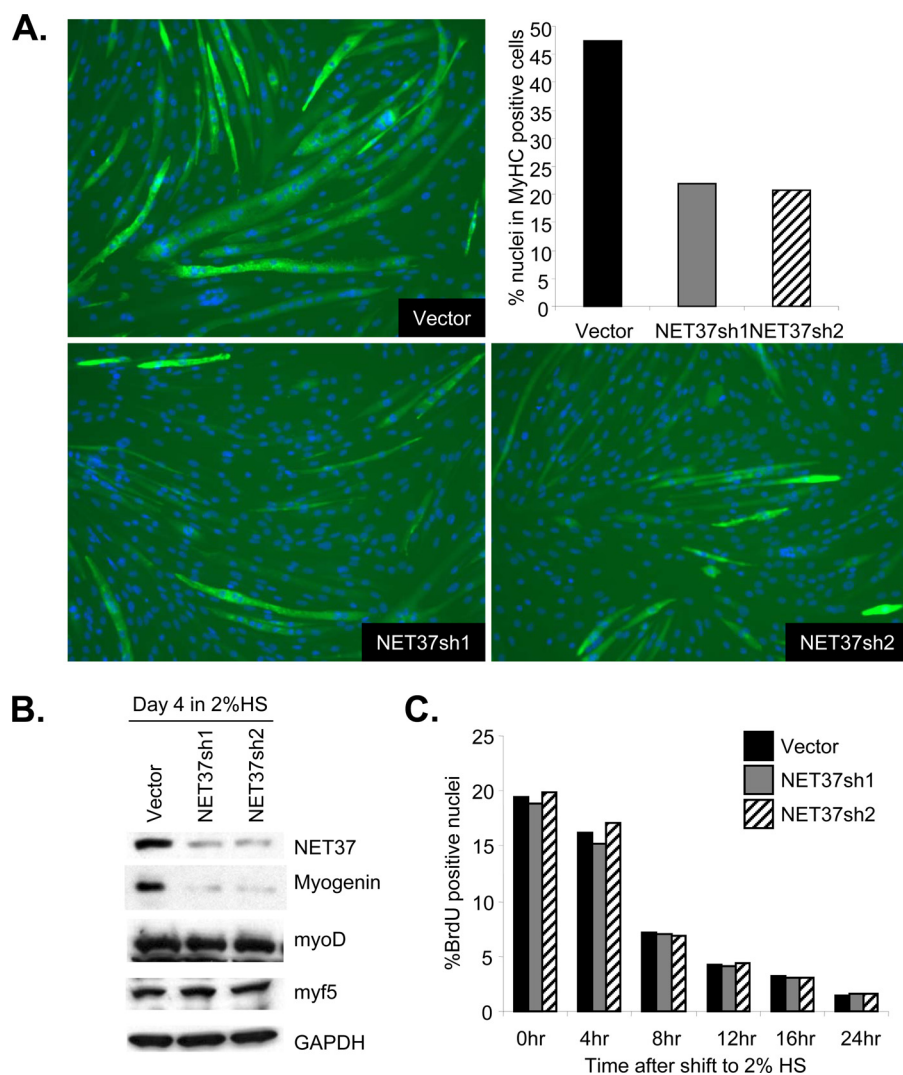 A.
Vector
50
45
40
35
30
25
20
15
10
5
0
% nuclei in MyHC positive cells
Vector NET37sh1 NET37sh2
NET37sh1
NET37sh2
B.
Day 4 in 2%HS
Vector
NET37sh1
NET37sh2
NET37
Myogenin
myoD
myf5
GAPDH
C.
25
20
15
10
5
0
%BrdU positive nuclei
Vector
NET37sh1
NET37sh2
0hr 4hr 8hr 12hr 16hr 24hr
Time after shift to 2% HS